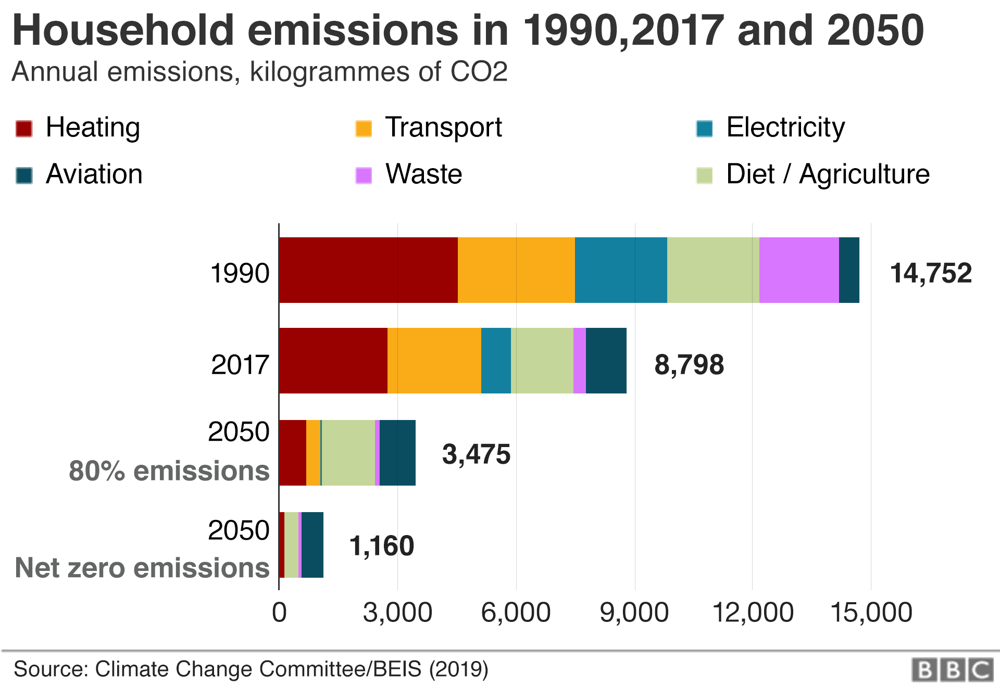 Household emissions in 1990,2017 and 2050
Annual emissions, kilogrammes of CO2
Heating
Transport
Electricity
Aviation
Waste
Diet / Agriculture
1990
14,752
2017
8,798
2050
80% emissions
3,475
2050
Net zero emissions
1,160
0 3,000 6,000 9,000 12,000 15,000
Source: Climate Change Committee/BEIS (2019)
BBC